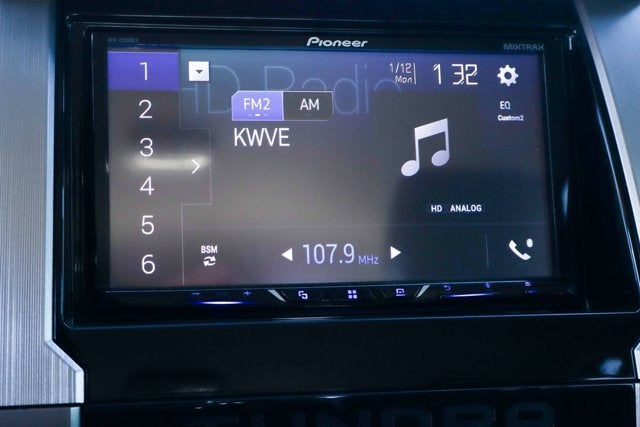 Pioneer
MIXTRAX
HD Radio
1/12
Mon
1 32
1
2
3
4
5
6
FM2 AM
KWVE
EQ
Custom2
HD ANALOG
BSM
107.9 MHz
TUNDRA